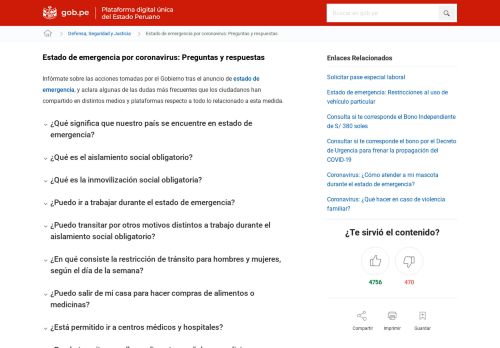 gob.pe
Plataforma digital única
del Estado Peruano
Buscar en gob.pe
Defensa, Seguridad y Justicia
Estado de emergencia por coronavirus: Preguntas y respuestas
Estado de emergencia por coronavirus: Preguntas y respuestas
Infórmate sobre las acciones tomadas por el Gobierno tras el anuncio de estado de
emergencia, y aclara algunas de las dudas más frecuentes que los ciudadanos han
compartido en distintos medios y plataformas respecto a todo lo relacionado a esta medida.
¿Qué significa que nuestro país se encuentre en estado de
emergencia?
¿Qué es el aislamiento social obligatorio?
¿Qué es la inmovilización social obligatoria?
¿Puedo ir a trabajar durante el estado de emergencia?
¿Puedo transitar por otros motivos distintos a trabajo durante el
aislamiento social obligatorio?
¿En qué consiste la restricción de tránsito para hombres y mujeres,
según el día de la semana?
¿Puedo salir de mi casa para hacer compras de alimentos o
medicinas?
¿Está permitido ir a centros médicos y hospitales?
Enlaces Relacionados
Solicitar pase especial laboral
Estado de emergencia: Restricciones al uso de
vehículo particular
Consulta si te corresponde el Bono Independiente
de S/ 380 soles
Consultar si te corresponde el bono por el Decreto
de Urgencia para frenar la propagación del
COVID-19
Coronavirus: ¿Cómo atender a mi mascota
durante el estado de emergencia?
Coronavirus: ¿Qué hacer en caso de violencia
familiar?
¿Te sirvió el contenido?
4756
470
Compartir
Imprimir
Guardar